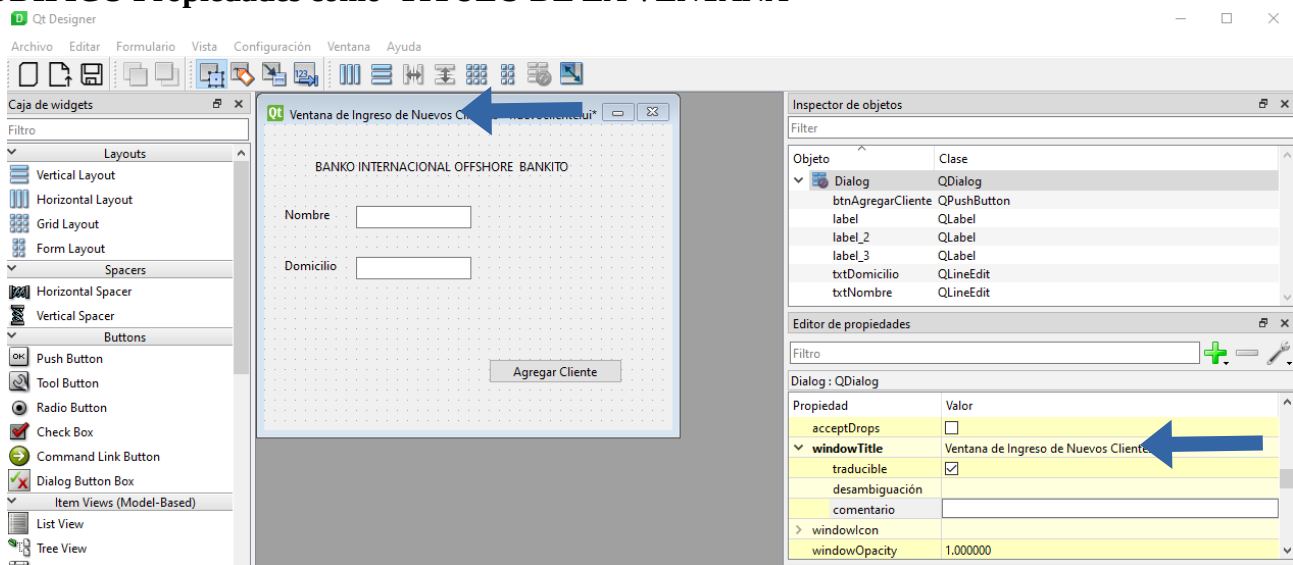 Propiedades como
Qt Designer
Archivo Editar Formulario Vista Configuración Ventana Ayuda
Caja de widgets
Filtro
Layouts
Vertical Layout
Horizontal Layout
Grid Layout
Form Layout
Spacers
Horizontal Spacer
Vertical Spacer
Buttons
OK Push Button
Tool Button
Radio Button
Check Box
Command Link Button
Dialog Button Box
Item Views (Model-Based)
List View
Tree View
Ventana de Ingreso de Nuevos
BANKO INTERNACIONAL OFFSHORE BANKITO
Nombre
Domicilio
Agregar Cliente
Inspector de objetos
Filter
Objeto Clase
Dialog QDialog
btnAgregarCliente QPushButton
label QLabel
label_2 QLabel
label_3 QLabel
txtDomicilio QLineEdit
txtNombre QLineEdit
Editor de propiedades
Filtro
Dialog : QDialog
Propiedad Valor
acceptDrops
windowTitle Ventana de Ingreso de Nuevos
traducible
desambiguación
comentario
windowIcon
windowOpacity 1.000000